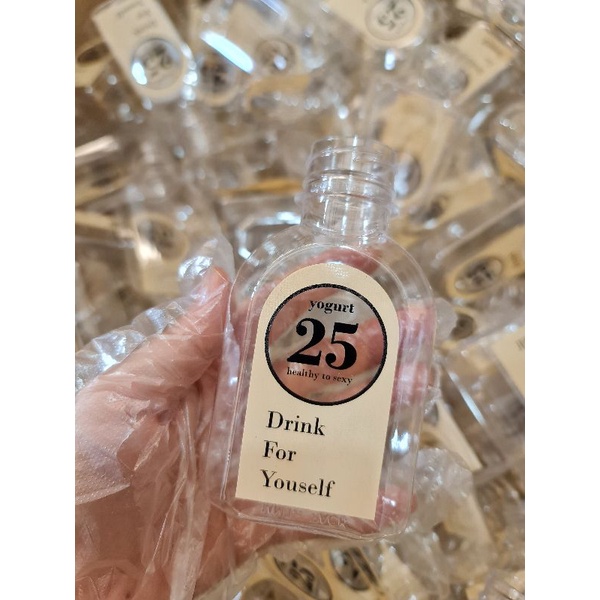 yogurt
25
healthy to sexy
Drink
For
Youself